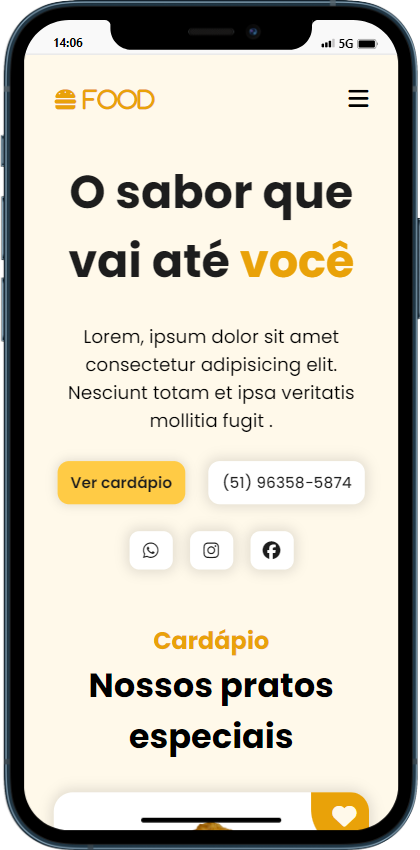 14:06
5G
FOOD
O sabor que
vai até você
Lorem, ipsum dolor sit amet
consectetur adipisicing elit.
Nesciunt totam et ipsa veritatis
mollitia fugit .
Ver cardápio
(51) 96358-5874
Cardápio
Nossos pratos
especiais